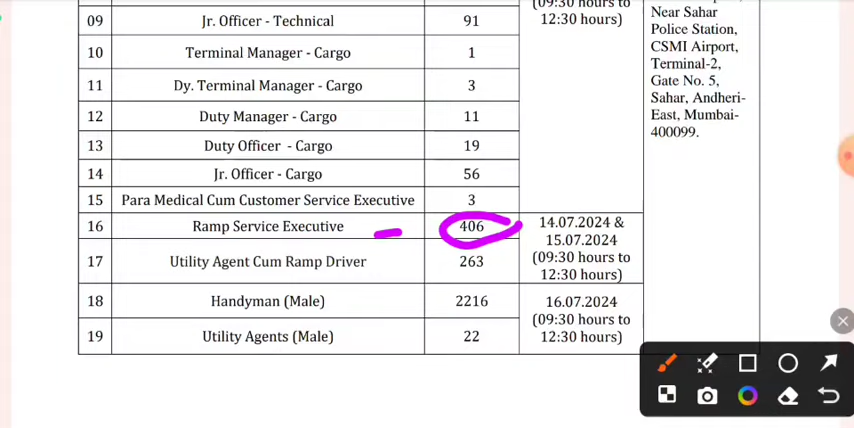 (09:30 hours to
12:30 hours)
Near Sahar
Police Station,
CSMI Airport,
Terminal-2,
Gate No. 5,
Sahar, Andheri-
East, Mumbai-
400099.
09 Jr. Officer - Technical 91
10 Terminal Manager - Cargo 1
11 Dy. Terminal Manager - Cargo 3
12 Duty Manager - Cargo 11
13 Duty Officer - Cargo 19
14 Jr. Officer - Cargo 56
15 Para Medical Cum Customer Service Executive 3
16 Ramp Service Executive 406
17 Utility Agent Cum Ramp Driver 263
14.07.2024 &
15.07.2024
(09:30 hours to
12:30 hours)
18 Handyman (Male) 2216
19 Utility Agents (Male) 22
16.07.2024
(09:30 hours to
12:30 hours)